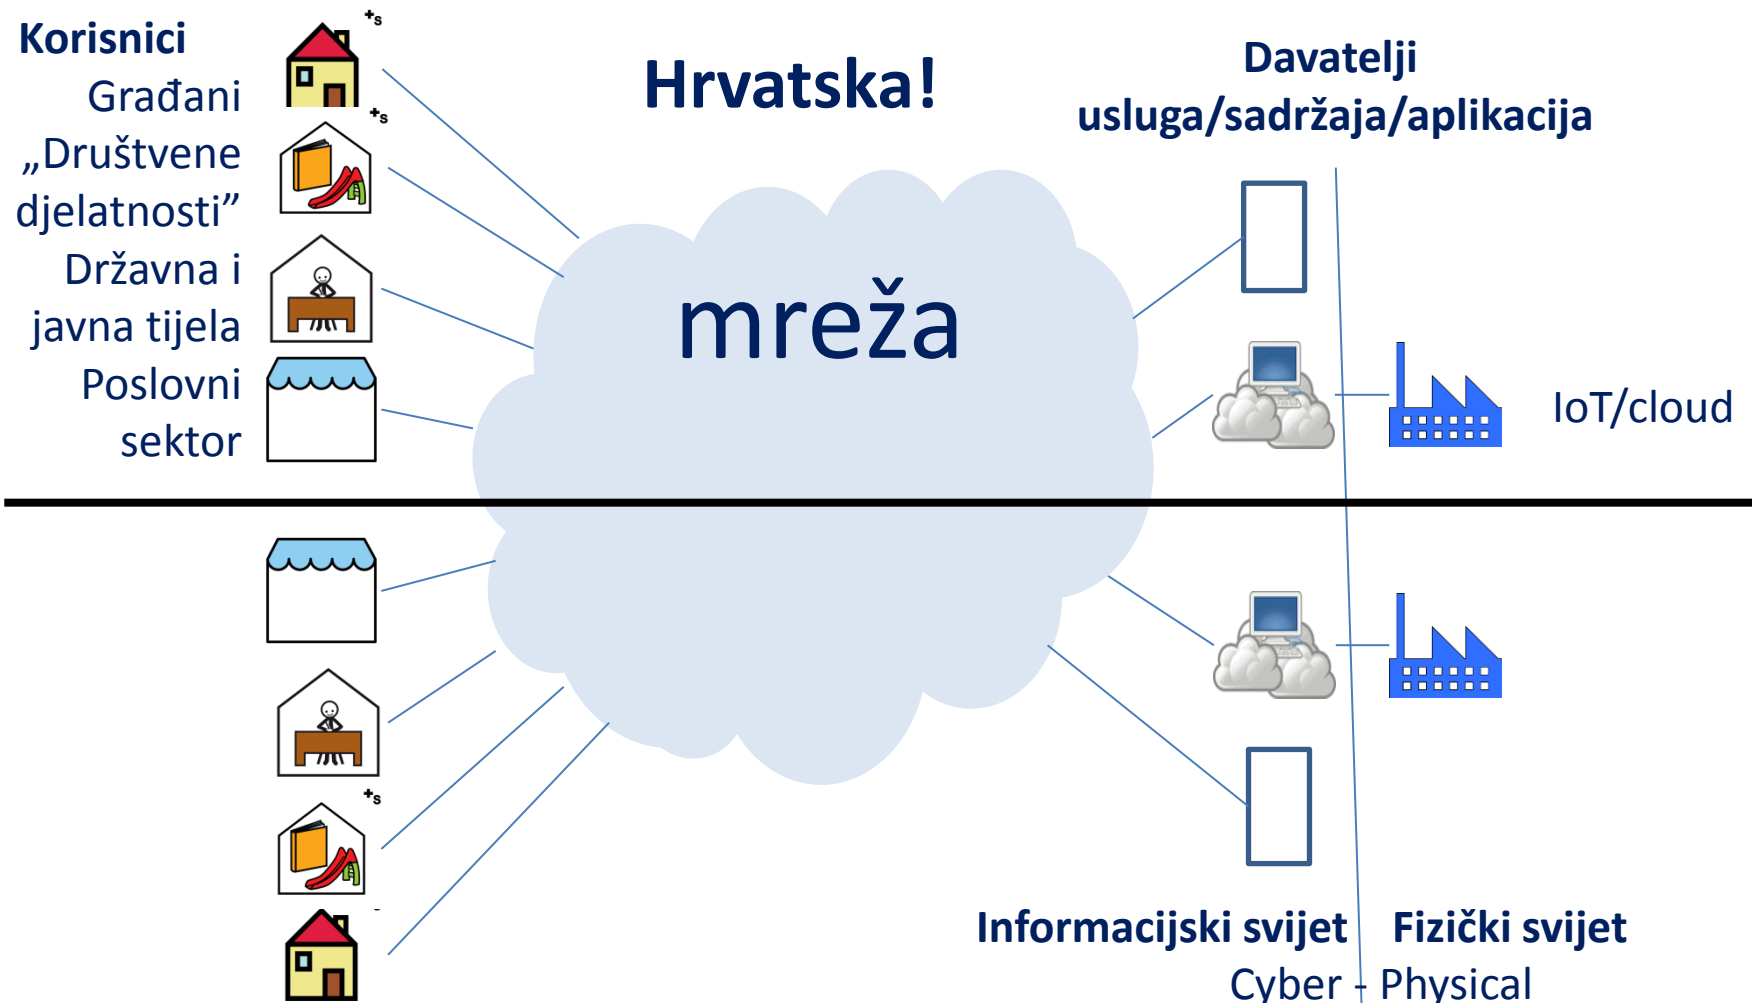 Korisnici
Građani
„Društvene
djelatnosti”
Državna i
javna tijela
Poslovni
sektor
+s
+s
Hrvatska!
mreža
Davatelji
usluga/sadržaja/aplikacija
IoT/cloud
+s
Informacijski svijet Fizički svijet
Cyber - Physical